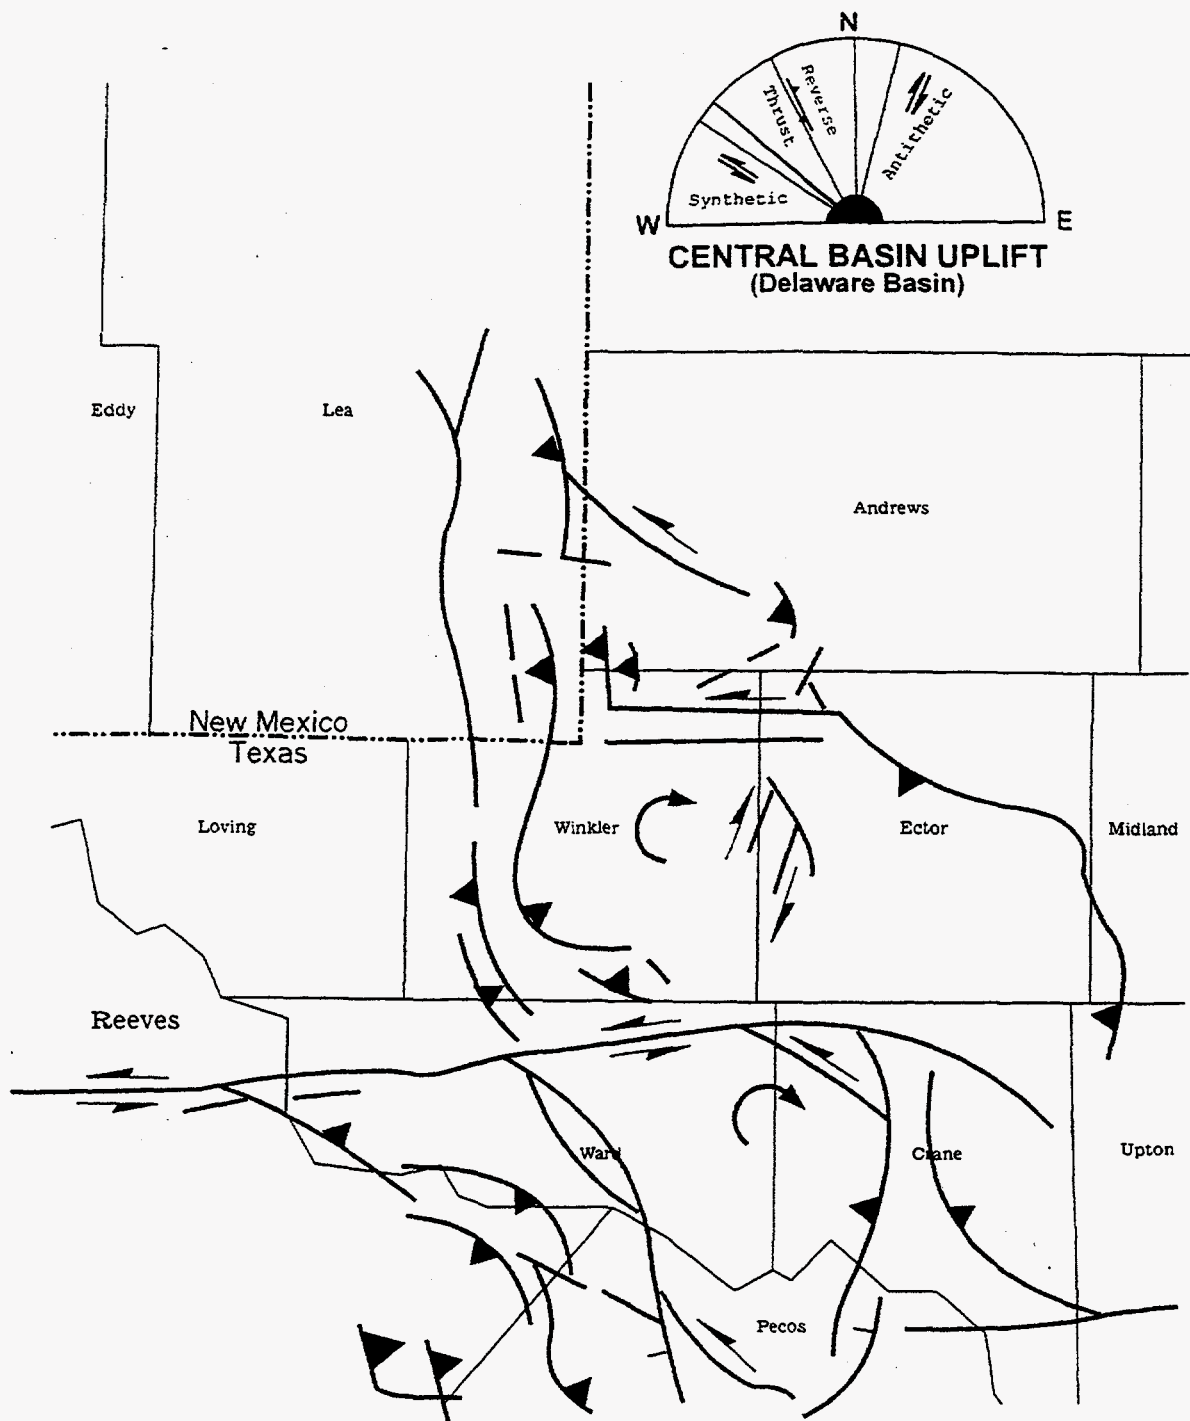 N
Reverse
Thrust
Antithetic
Synthetic
W
E
CENTRAL BASIN UPLIFT
(Delaware Basin)
Eddy
Lea
Andrews
New Mexico
Texas
Loving
Winkler
Ector
Midland
Reeves
Ward
Crane
Upton
Pecos